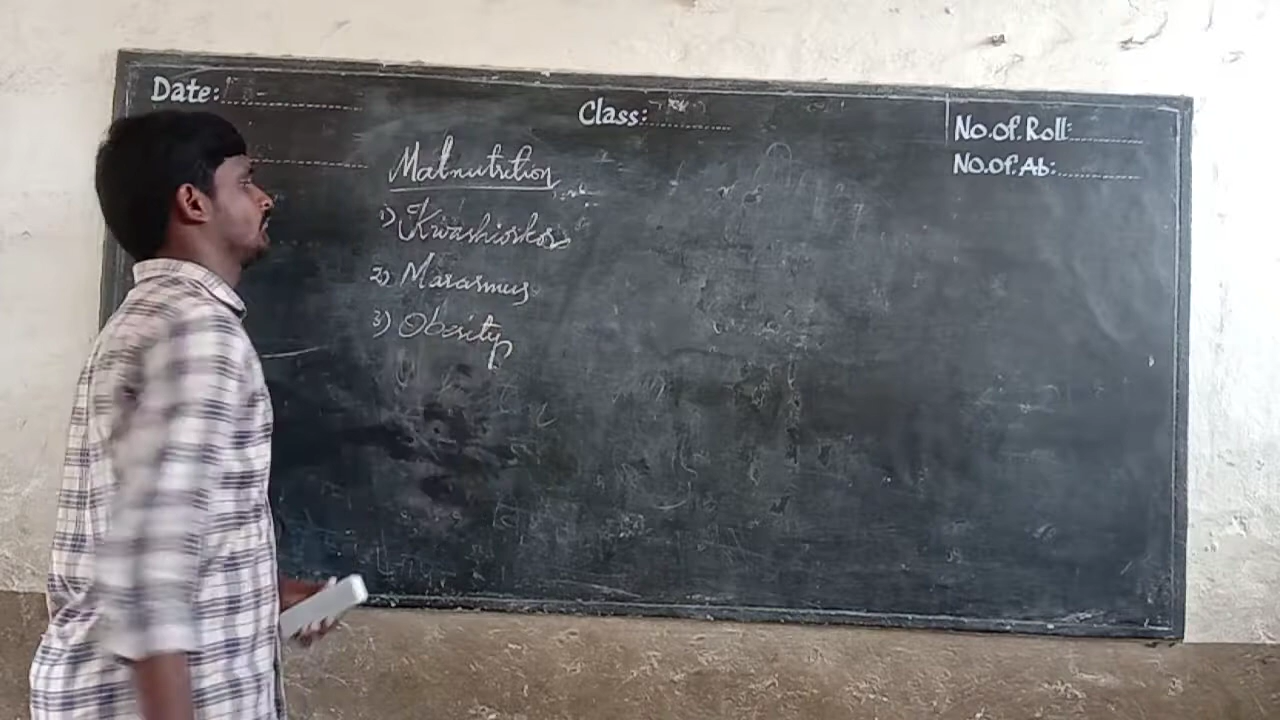 Date:
Class:
No.of.Roll:
No.of.Ab:
Malnutrition
1) Kwashiorkor
2) Marasmus
3) Obesity